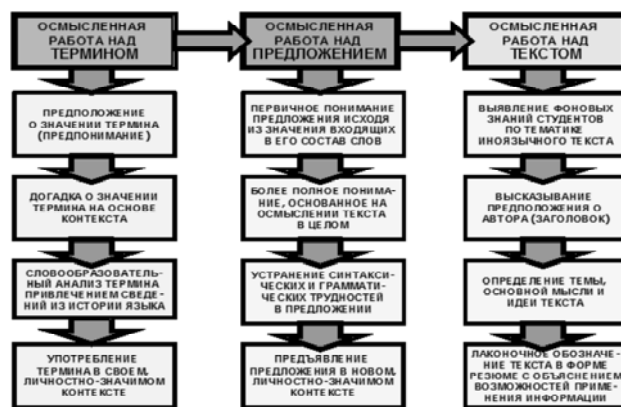 ОСМЫСЛЕННАЯ
РАБОТА НАД
ТЕРМИНОМ
ПРЕДПОЛОЖЕНИЕ
О ЗНАЧЕНИИ ТЕРМИНА
(ПРЕДПОНИМАНИЕ)
ДОГАДКА О ЗНАЧЕНИИ
ТЕРМИНА НА ОСНОВЕ
КОНТЕКСТА
СЛОВООБРАЗОВАТЕЛЬ-
НЫЙ АНАЛИЗ ТЕРМИНА
ПРИВЛЕЧЕНИЕМ СВЕДЕ-
НИЙ ИЗ ИСТОРИИ ЯЗЫКА
УПОТРЕБЛЕНИЕ
ТЕРМИНА В СВОЕМ,
ЛИЧНОСТНО-ЗНАЧИМОМ
КОНТЕКСТЕ
ОСМЫСЛЕННАЯ
РАБОТА НАД
ПРЕДЛОЖЕНИЕМ
ПЕРВИЧНОЕ ПОНИМАНИЕ
ПРЕДЛОЖЕНИЯ ИСХОДЯ
ИЗ ЗНАЧЕНИЯ ВХОДЯЩИХ
В ЕГО СОСТАВ СЛОВ
БОЛЕЕ ПОЛНОЕ ПОНИМА-
НИЕ, ОСНОВАННОЕ НА
ОСМЫСЛЕНИИ ТЕКСТА
В ЦЕЛОМ
УСТРАНЕНИЕ СИНТАКСИ-
ЧЕСКИХ И ГРАММАТИ-
ЧЕСКИХ ТРУДНОСТЕЙ
В ПРЕДЛОЖЕНИИ
ПРЕДЪЯВЛЕНИЕ
ПРЕДЛОЖЕНИЯ В НОВОМ,
ЛИЧНОСТНО-ЗНАЧИМОМ
КОНТЕКСТЕ
ОСМЫСЛЕННАЯ
РАБОТА НАД
ТЕКСТОМ
ВЫЯВЛЕНИЕ ФОНОВЫХ
ЗНАНИЙ СТУДЕНТОВ
ПО ТЕМАТИКЕ
ИНОЯЗЫЧНОГО ТЕКСТА
ВЫСКАЗЫВАНИЕ
ПРЕДПОЛОЖЕНИЯ О
АВТОРА (ЗАГОЛОВОК)
ОПРЕДЕЛЕНИЕ ТЕМЫ,
ОСНОВНОЙ МЫСЛИ И
ИДЕИ ТЕКСТА
ЛАКОНОЧНОЕ ОБОЗНАЧЕ-
НИЕ ТЕКСТА В ФОРМЕ
РЕЗЮМЕ С ОБЪЯСНЕНИЕМ
ВОЗМОЖНОСТЕЙ ПРИМЕ-
НЕНИЯ ИНФОРМАЦИИ